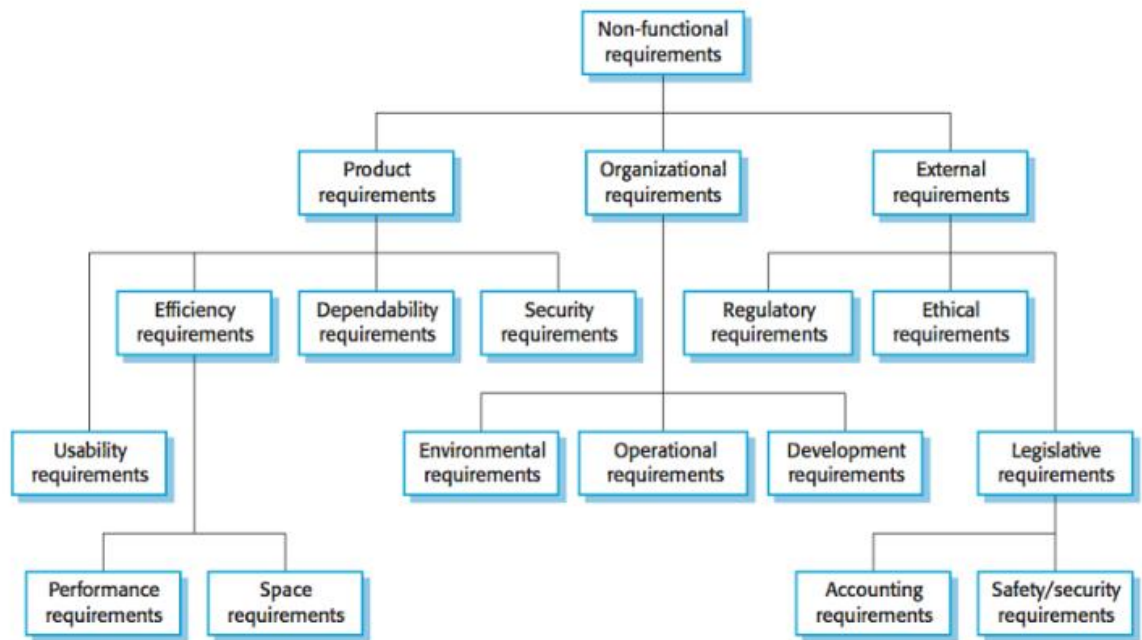 Non-functional
requirements
Product
requirements
Organizational
requirements
External
requirements
Efficiency
requirements
Dependability
requirements
Security
requirements
Regulatory
requirements
Ethical
requirements
Usability
requirements
Environmental
requirements
Operational
requirements
Development
requirements
Legislative
requirements
Performance
requirements
Space
requirements
Accounting
requirements
Safety/security
requirements